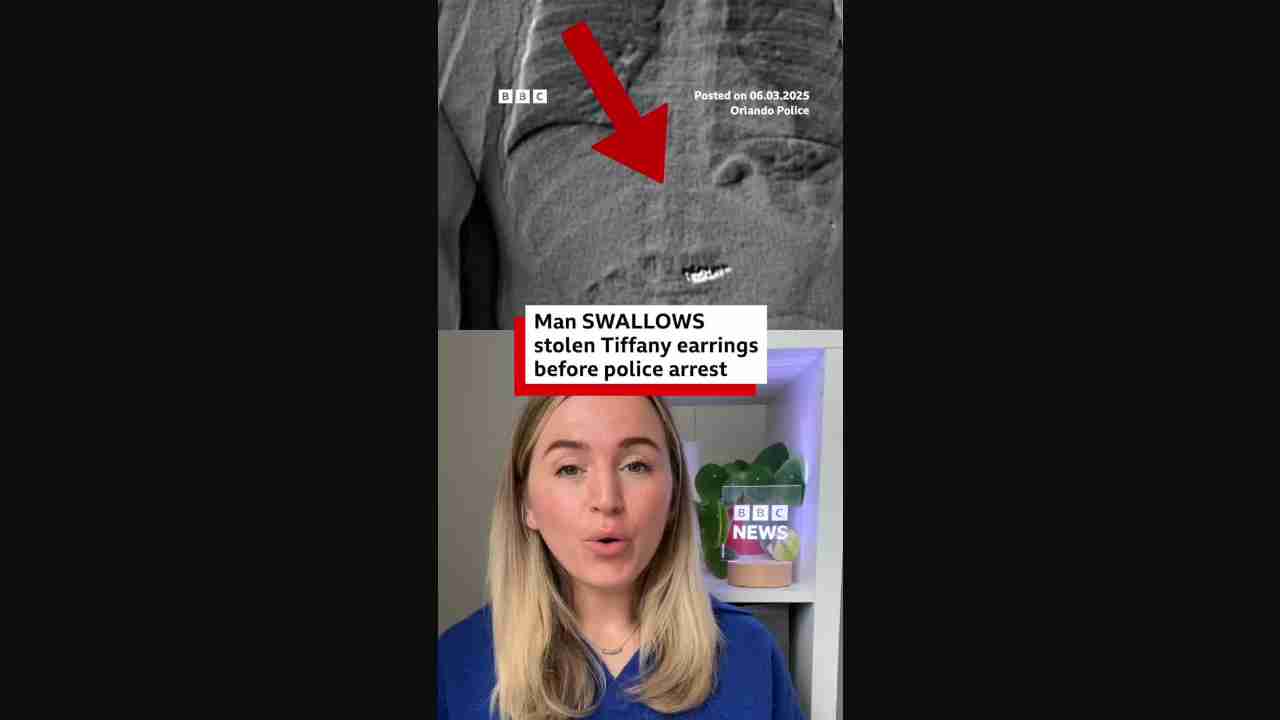 BBC
Posted on 06.03.2025
Orlando Police
Man SWALLOWS
stolen Tiffany earrings
before police arrest
BBC
NEWS